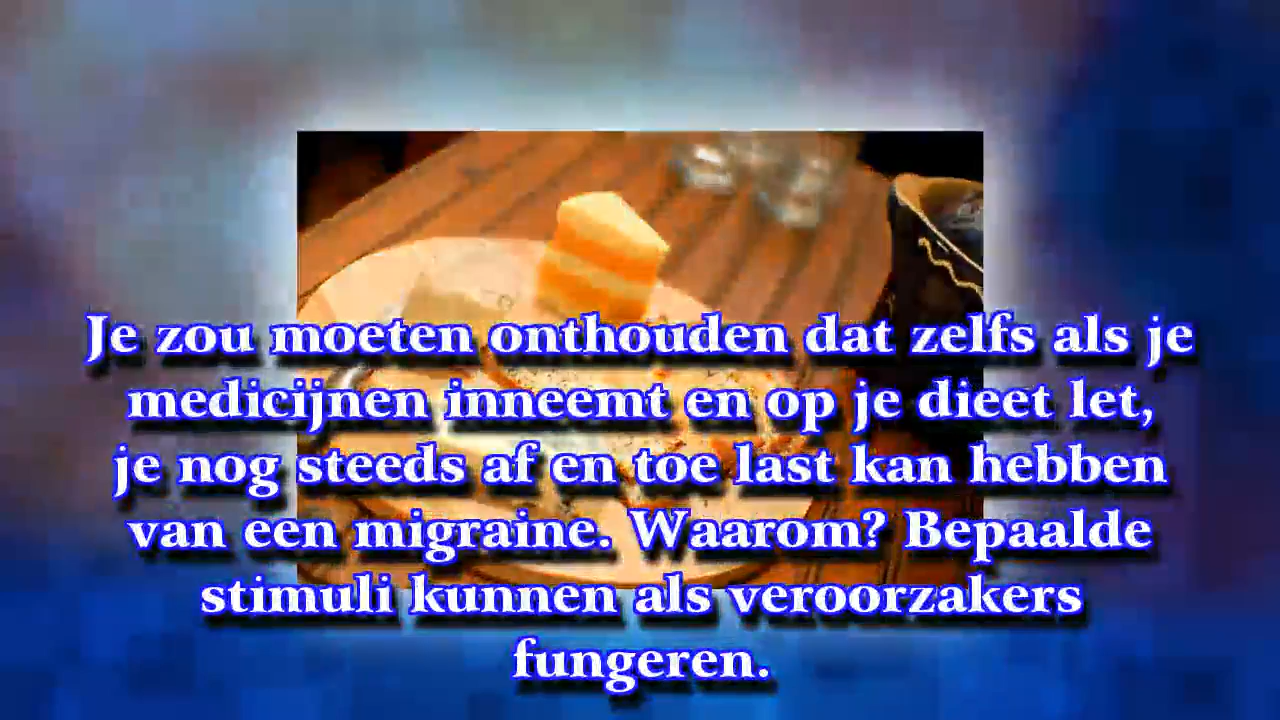 Je zou moeten onthouden dat zelfs als je
medicijnen inneemt en op je dieet let,
je nog steeds af en toe last kan hebben
van een migraine. Waarom? Bepaalde
stimuli kunnen als veroorzakers
fungeren.